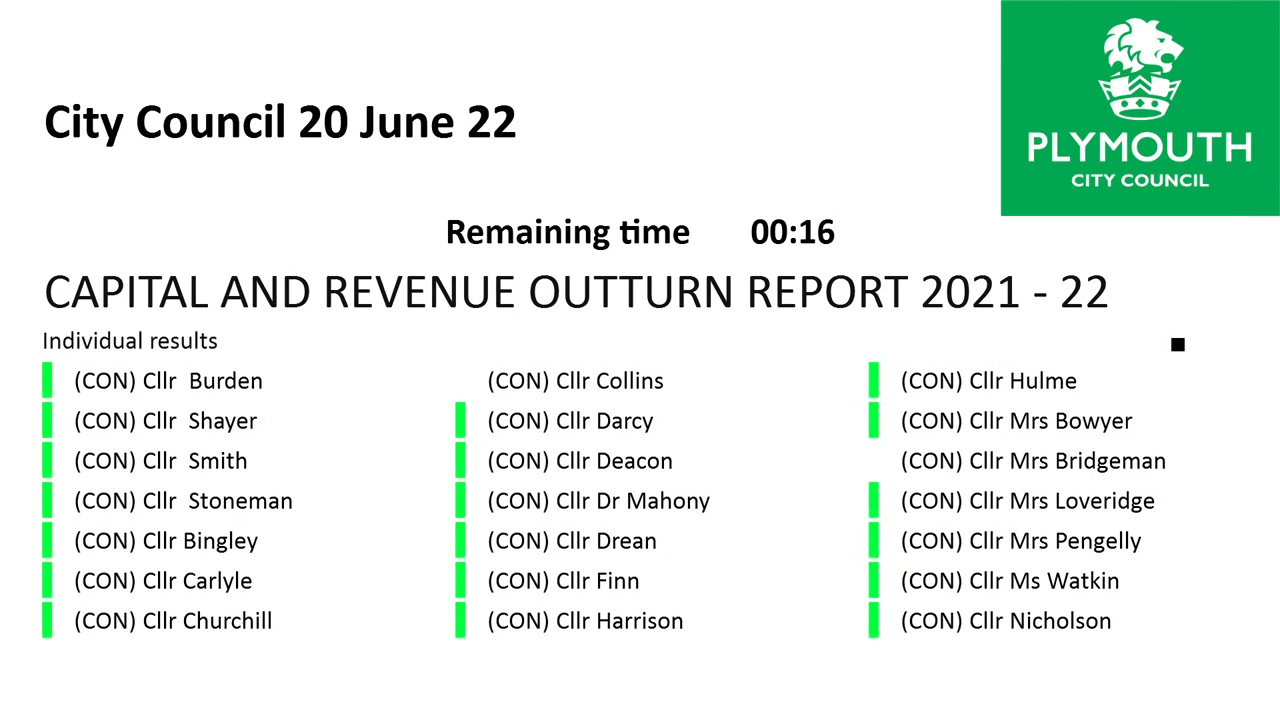 City Council 20 June 22
PLYMOUTH
CITY COUNCIL
Remaining time 00:16
CAPITAL AND REVENUE OUTTURN REPORT 2021 - 22
Individual results
(CON) Cllr Burden (CON) Cllr Collins (CON) Cllr Hulme
(CON) Cllr Shayer (CON) Cllr Darcy (CON) Cllr Mrs Bowyer
(CON) Cllr Smith (CON) Cllr Deacon (CON) Cllr Mrs Bridgeman
(CON) Cllr Stoneman (CON) Cllr Dr Mahony (CON) Cllr Mrs Loveridge
(CON) Cllr Bingley (CON) Cllr Drean (CON) Cllr Mrs Pengelly
(CON) Cllr Carlyle (CON) Cllr Finn (CON) Cllr Ms Watkin
(CON) Cllr Churchill (CON) Cllr Harrison (CON) Cllr Nicholson